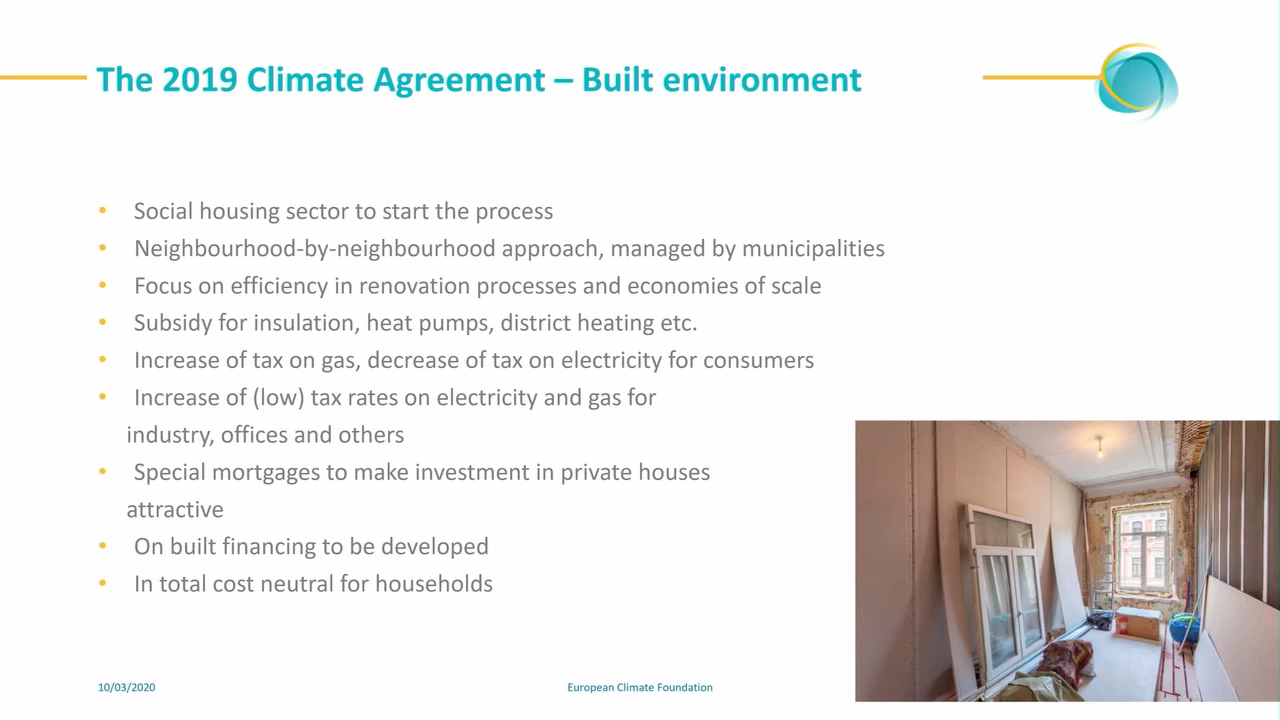 The 2019 Climate Agreement – Built environment
• Social housing sector to start the process
• Neighbourhood-by-neighbourhood approach, managed by municipalities
• Focus on efficiency in renovation processes and economies of scale
• Subsidy for insulation, heat pumps, district heating etc.
• Increase of tax on gas, decrease of tax on electricity for consumers
• Increase of (low) tax rates on electricity and gas for
industry, offices and others
• Special mortgages to make investment in private houses
attractive
• On built financing to be developed
• In total cost neutral for households
10/03/2020
European Climate Foundation